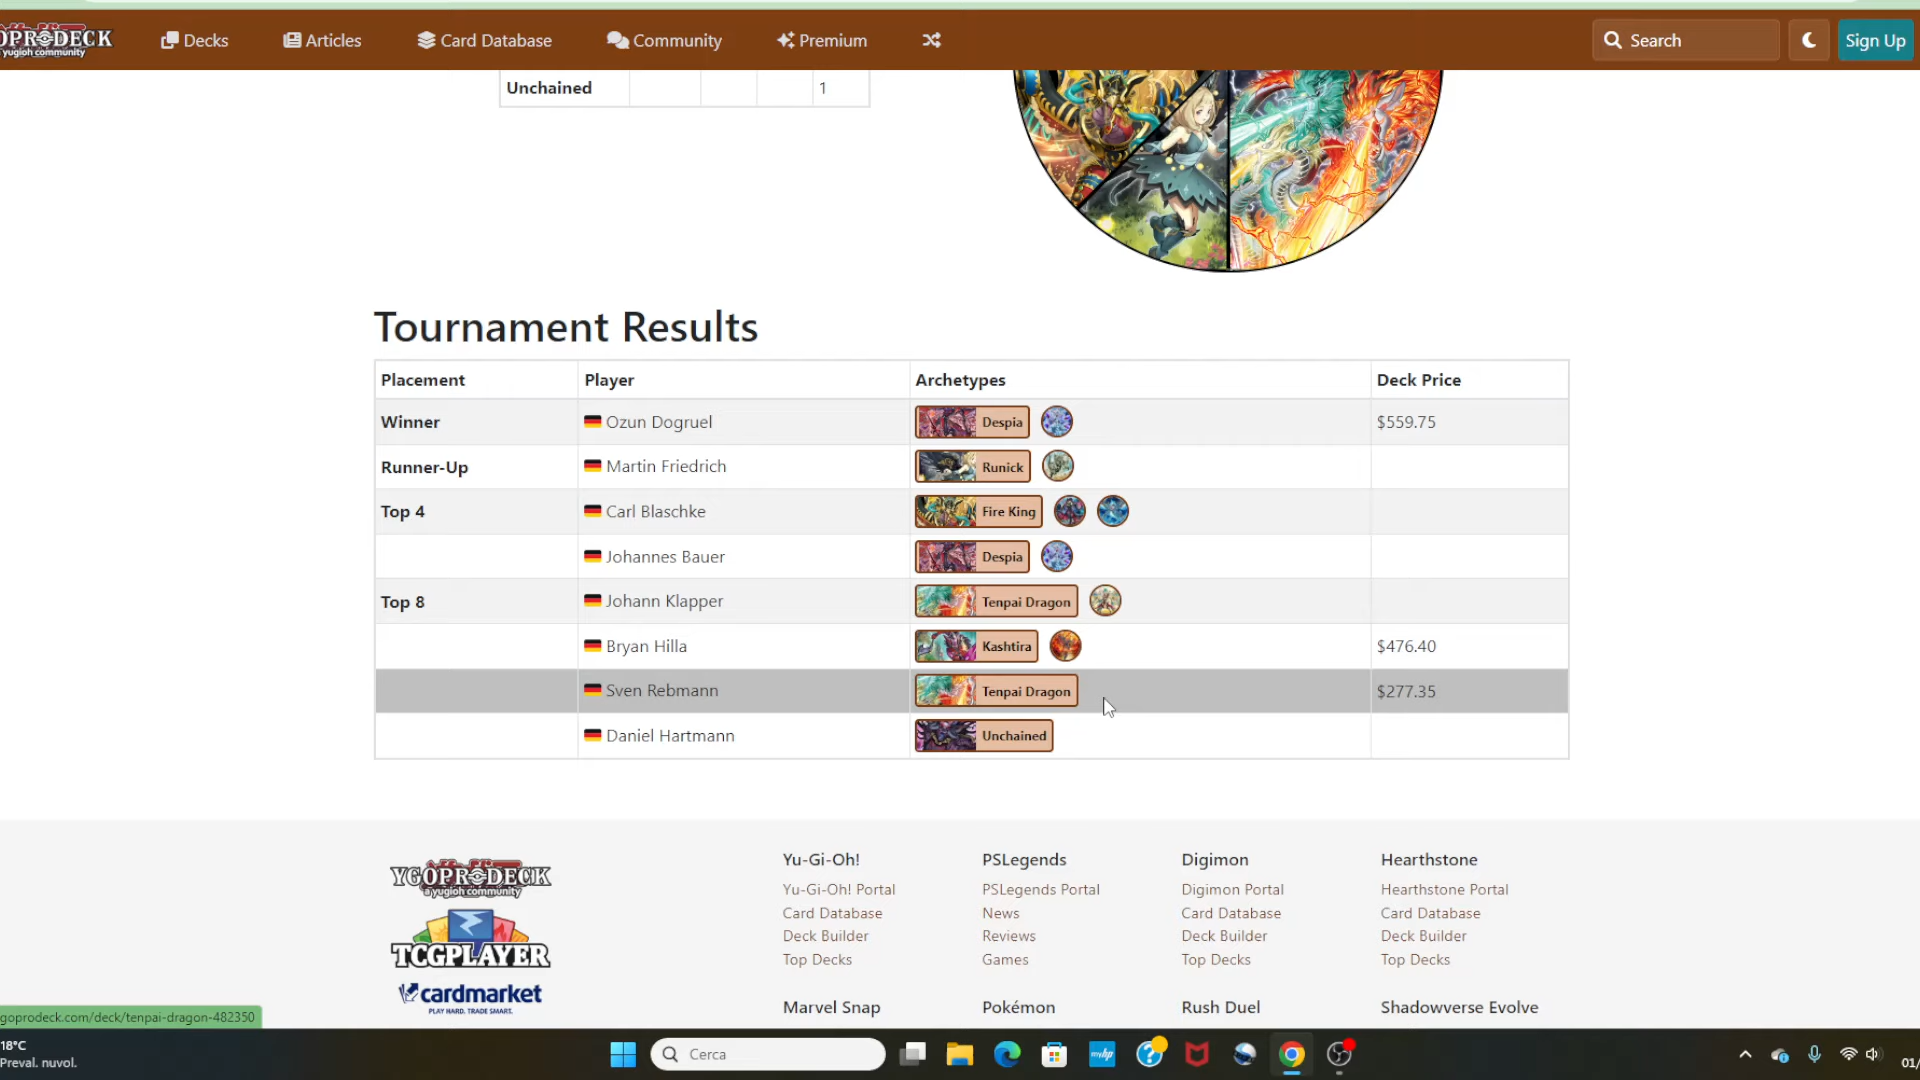 OPRODECK
yugioh community
Decks
Articles
Card Database
Community
Premium
Search
Sign Up
Unchained 1
Tournament Results
Placement Player Archetypes Deck Price
Winner Ozun Dogruel Despia $559.75
Runner-Up Martin Friedrich Runick
Top 4 Carl Blaschke Fire King
Johannes Bauer Despia
Top 8 Johann Klapper Tenpai Dragon
Bryan Hilla Kashtira $476.40
Sven Rebmann Tenpai Dragon $277.35
Daniel Hartmann Unchained
YGOPRODECK
a yugioh community
TCGPLAYER
cardmarket
PLAY HARD. TRADE SMART.
Yu-Gi-Oh!
Yu-Gi-Oh! Portal
Card Database
Deck Builder
Top Decks
PSLegends
PSLegends Portal
News
Reviews
Games
Digimon
Digimon Portal
Card Database
Deck Builder
Top Decks
Hearthstone
Hearthstone Portal
Card Database
Deck Builder
Top Decks
Marvel Snap
Pokémon
Rush Duel
Shadowverse Evolve
goprodeck.com/deck/tenpai-dragon-482350
18°C
Preval. nuvol.
Cerca
myhp
01/